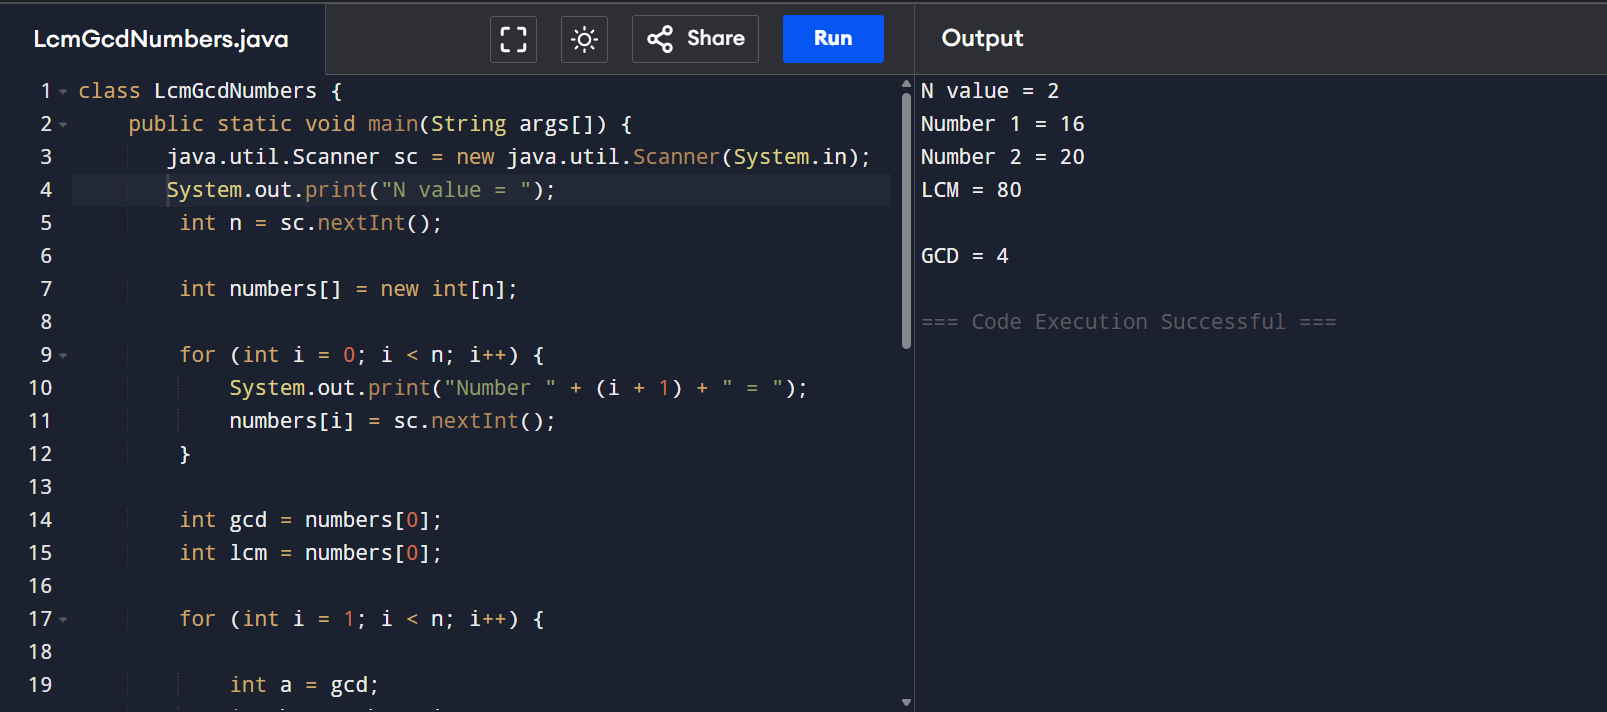 LcmGcdNumbers.java
Share
Run
Output
1 class LcmGcdNumbers {
2 public static void main(String args[]) {
3 java.util.Scanner sc = new java.util.Scanner(System.in);
4 System.out.print("N value = ");
5 int n = sc.nextInt();
6
7 int numbers[] = new int[n];
8
9 for (int i = 0; i < n; i++) {
10 System.out.print("Number " + (i + 1) + " = ");
11 numbers[i] = sc.nextInt();
12 }
13
14 int gcd = numbers[0];
15 int lcm = numbers[0];
16
17 for (int i = 1; i < n; i++) {
18
19 int a = gcd;
N value = 2
Number 1 = 16
Number 2 = 20
LCM = 80
GCD = 4
=== Code Execution Successful ===